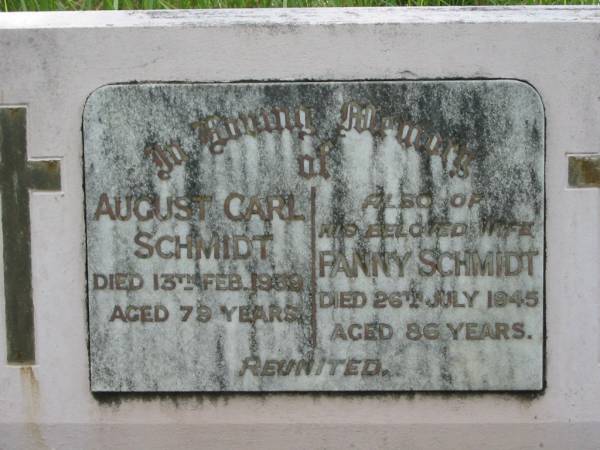 In Loving Memory
of
AUGUST CARL
SCHMIDT
DIED 13TH FEB. 1939
AGED 79 YEARS.
ALSO OF
HIS BELOVED WIFE
FANNY SCHMIDT
DIED 26TH JULY 1945
AGED 86 YEARS.
REUNITED.